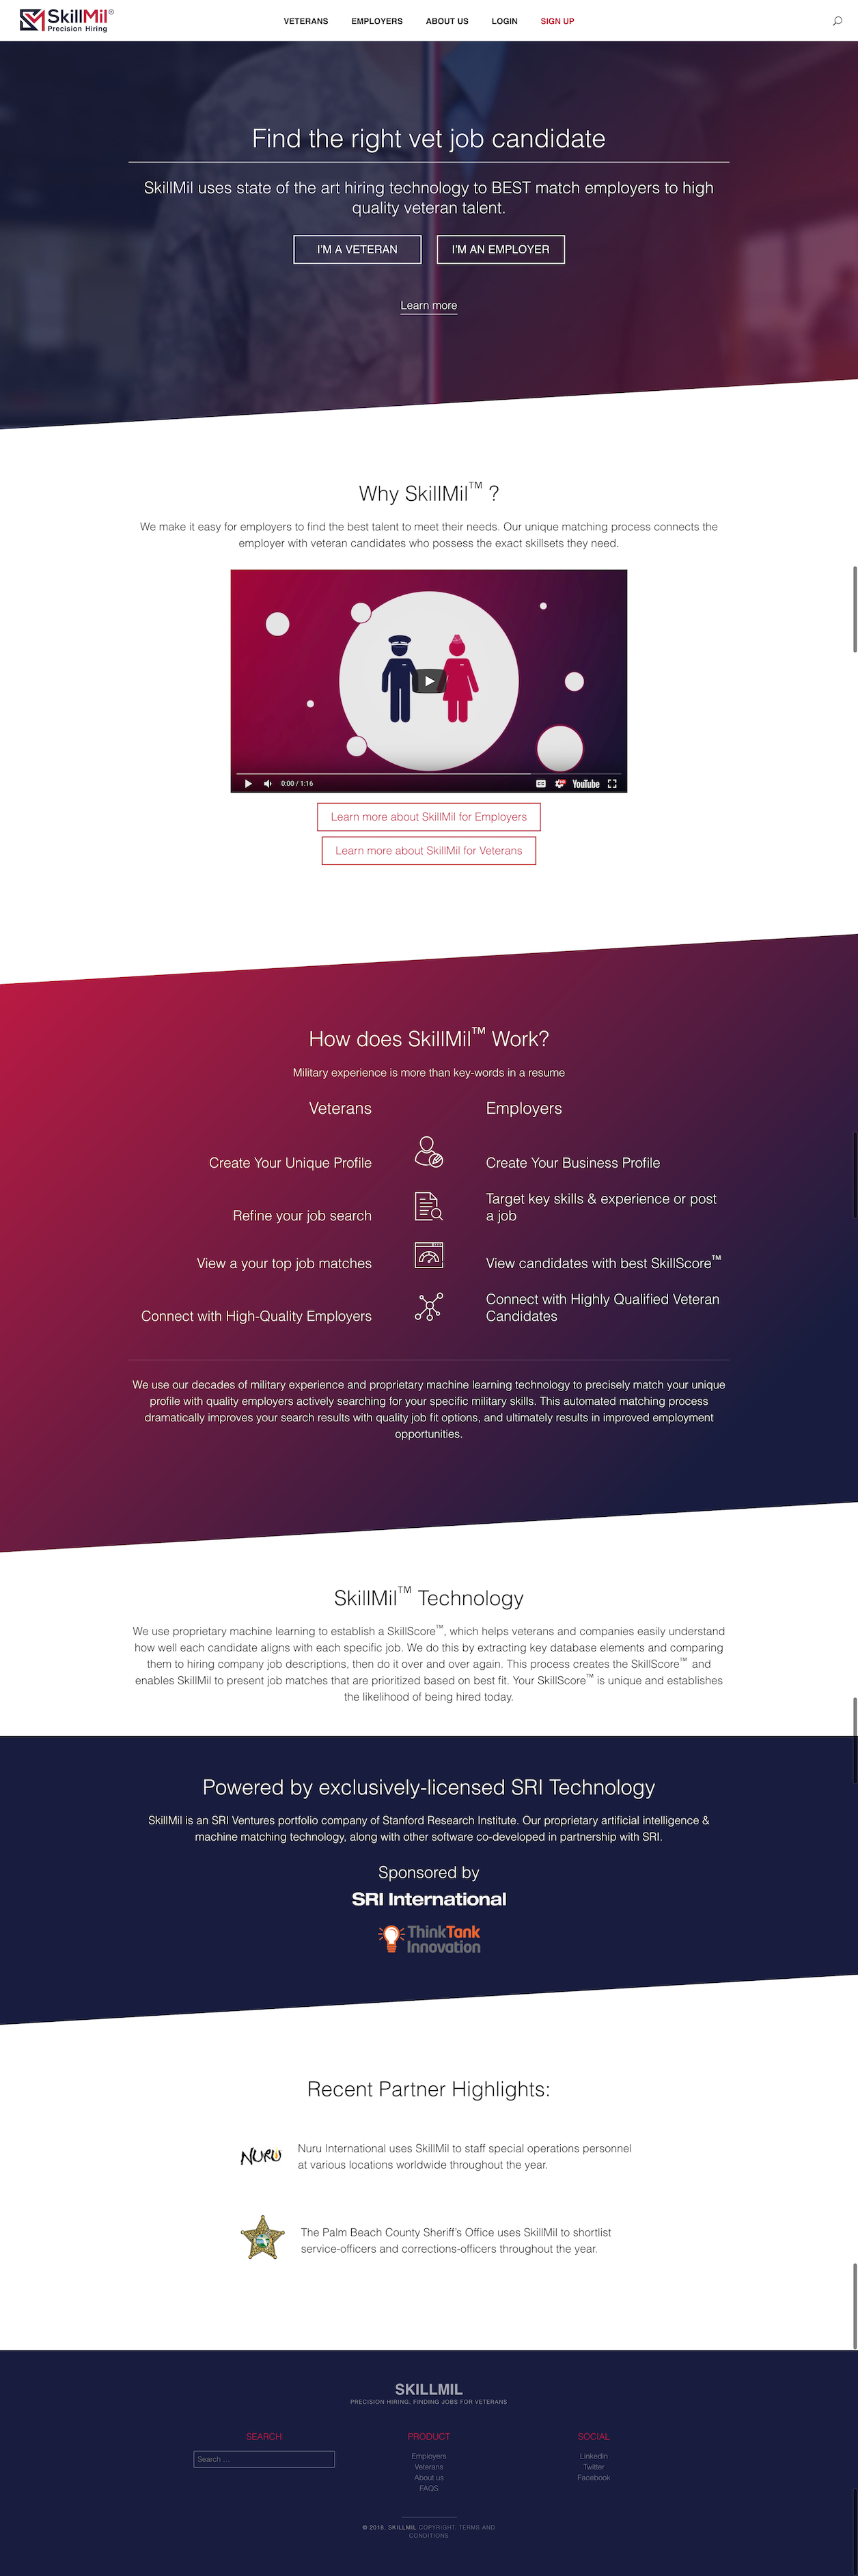 SkillMil®
Precision Hiring
VETERANS
EMPLOYERS
ABOUT US
LOGIN
SIGN UP
Find the right vet job candidate
SkillMil uses state of the art hiring technology to BEST match employers to high
quality veteran talent.
I'M A VETERAN
I'M AN EMPLOYER
Learn more
Why SkillMil™ ?
We make it easy for employers to find the best talent to meet their needs. Our unique matching process connects the
employer with veteran candidates who possess the exact skillsets they need.
0:00 / 1:16
YouTube
Learn more about SkillMil for Employers
Learn more about SkillMil for Veterans
How does SkillMil™ Work?
Military experience is more than key-words in a resume
Veterans
Employers
Create Your Unique Profile
Create Your Business Profile
Refine your job search
Target key skills & experience or post
a job
View a your top job matches
View candidates with best SkillScore™
Connect with High-Quality Employers
Connect with Highly Qualified Veteran
Candidates
We use our decades of military experience and proprietary machine learning technology to precisely match your unique
profile with quality employers actively searching for your specific military skills. This automated matching process
dramatically improves your search results with quality job fit options, and ultimately results in improved employment
opportunities.
SkillMil™ Technology
We use proprietary machine learning to establish a SkillScore™, which helps veterans and companies easily understand
how well each candidate aligns with each specific job. We do this by extracting key database elements and comparing
them to hiring company job descriptions, then do it over and over again. This process creates the SkillScore™ and
enables SkillMil to present job matches that are prioritized based on best fit. Your SkillScore™ is unique and establishes
the likelihood of being hired today.
Powered by exclusively-licensed SRI Technology
SkillMil is an SRI Ventures portfolio company of Stanford Research Institute. Our proprietary artificial intelligence &
machine matching technology, along with other software co-developed in partnership with SRI.
Sponsored by
SRI International
ThinkTank
Innovation
Recent Partner Highlights:
NURU
Nuru International uses SkillMil to staff special operations personnel
at various locations worldwide throughout the year.
The Palm Beach County Sheriff's Office uses SkillMil to shortlist
service-officers and corrections-officers throughout the year.
SKILLMIL
PRECISION HIRING, FINDING JOBS FOR VETERANS
SEARCH
Search …
PRODUCT
Employers
Veterans
About us
FAQS
SOCIAL
Linkedin
Twitter
Facebook
© 2018, SKILLMIL COPYRIGHT. TERMS AND
CONDITIONS